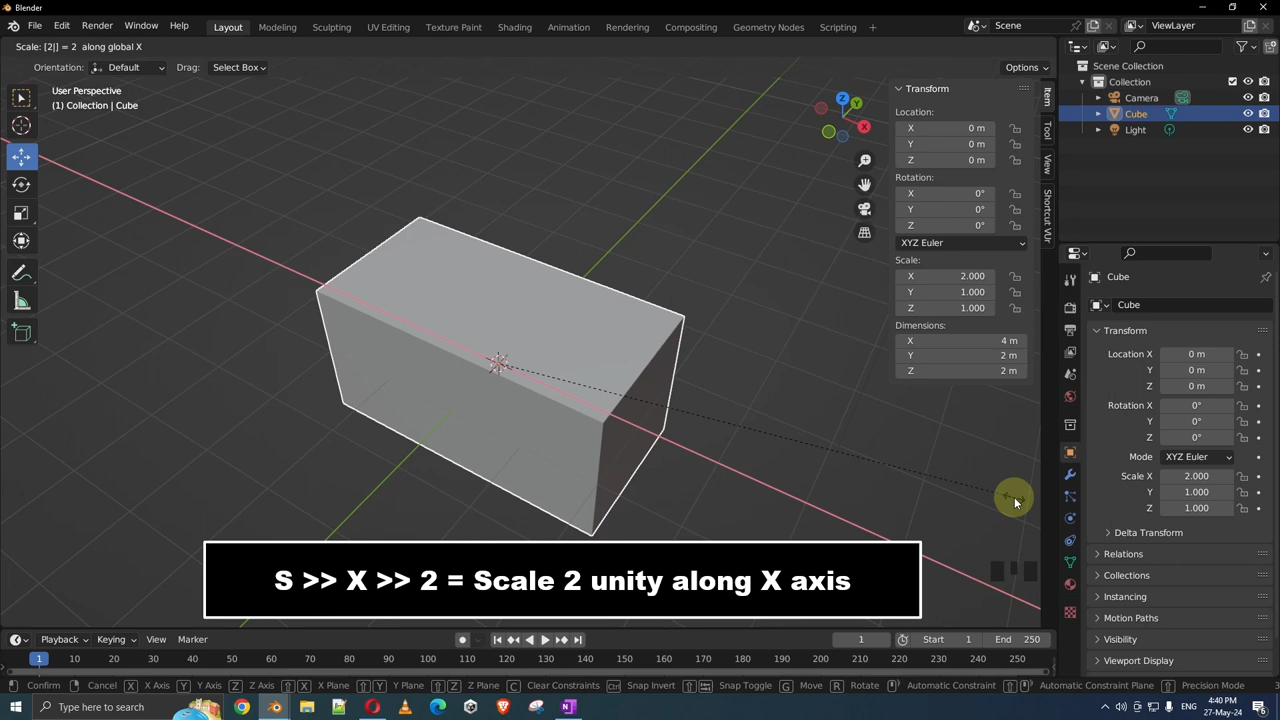 Blender
File Edit Render Window Help Layout Modeling Sculpting UV Editing Texture Paint Shading Animation Rendering Compositing Geometry Nodes Scripting + Scene ViewLayer
Scale: [2|] = 2 along global X
Orientation: Default Drag: Select Box Options
User Perspective
(1) Collection | Cube
Z
Y
X
Transform
Location:
X 0 m
Y 0 m
Z 0 m
Rotation:
X 0°
Y 0°
Z 0°
XYZ Euler
Scale:
X 2.000
Y 1.000
Z 1.000
Dimensions:
X 4 m
Y 2 m
Z 2 m
Item
Tool
View
Shortcut VUr
Scene Collection
Collection
Camera
Cube
Light
Cube
Cube
Transform
Location X 0 m
Y 0 m
Z 0 m
Rotation X 0°
Y 0°
Z 0°
Mode XYZ Euler
Scale X 2.000
Y 1.000
Z 1.000
Delta Transform
Relations
Collections
Instancing
Motion Paths
Visibility
Viewport Display
S >> X >> 2 = Scale 2 unity along X axis
Playback Keying View Marker 1 Start 1 End 250
1 10 20 30 40 50 60 70 80 90 100 110 120 130 140 150 160 170 180 190 200 210 220 230 240 250
Confirm Cancel X X Axis Y Y Axis Z Z Axis X X Plane Y Y Plane Z Z Plane C Clear Constraints Ctrl Snap Invert Snap Toggle G Move R Rotate Automatic Constraint Automatic Constraint Plane Precision Mode
Type here to search
ENG
4:40 PM
27-May-24